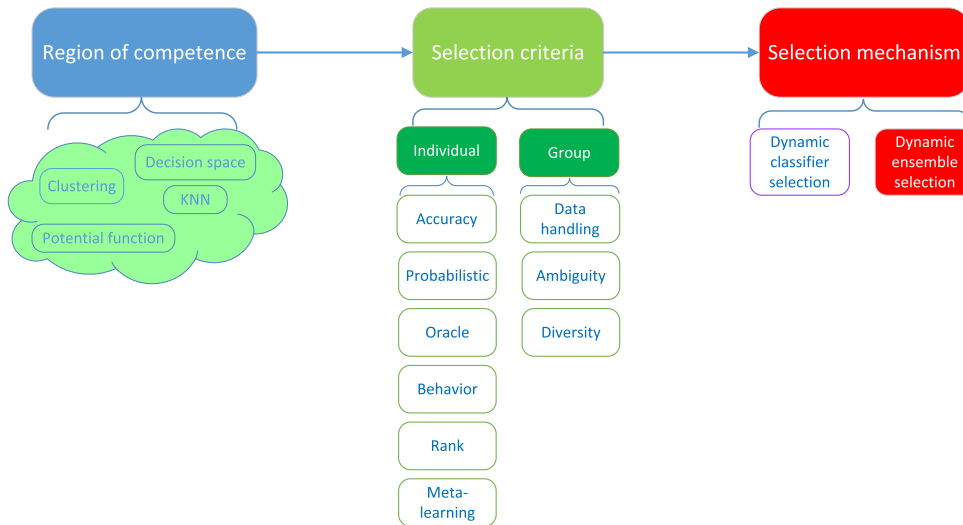 Region of competence
Selection criteria
Selection mechanism
Decision space
Clustering
KNN
Potential function
Individual
Accuracy
Probabilistic
Oracle
Behavior
Rank
Meta-
learning
Group
Data
handling
Ambiguity
Diversity
Dynamic
classifier
selection
Dynamic
ensemble
selection